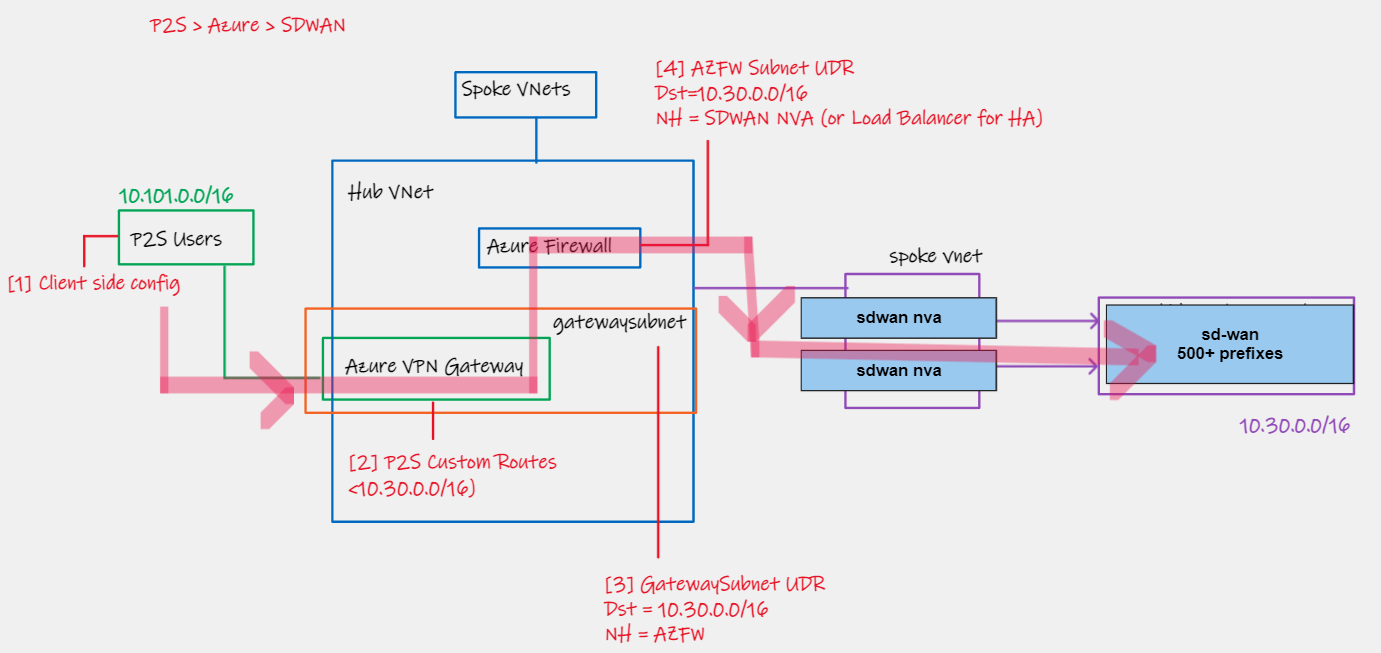 P2S > Azure > SDWAN
[4] AZFW Subnet UDR
Dst=10.30.0.0/16
NH = SDWAN NVA (or Load Balancer for HA)
Spoke VNets
Hub VNet
10.101.0.0/16
P2S Users
Azure Firewall
[1] Client side config
spoke vnet
gatewaysubnet
sdwan nva
sd-wan
500+ prefixes
Azure VPN Gateway
sdwan nva
10.30.0.0/16
[2] P2S Custom Routes
<10.30.0.0/16)
[3] GatewaySubnet UDR
Dst = 10.30.0.0/16
NH = AZFW